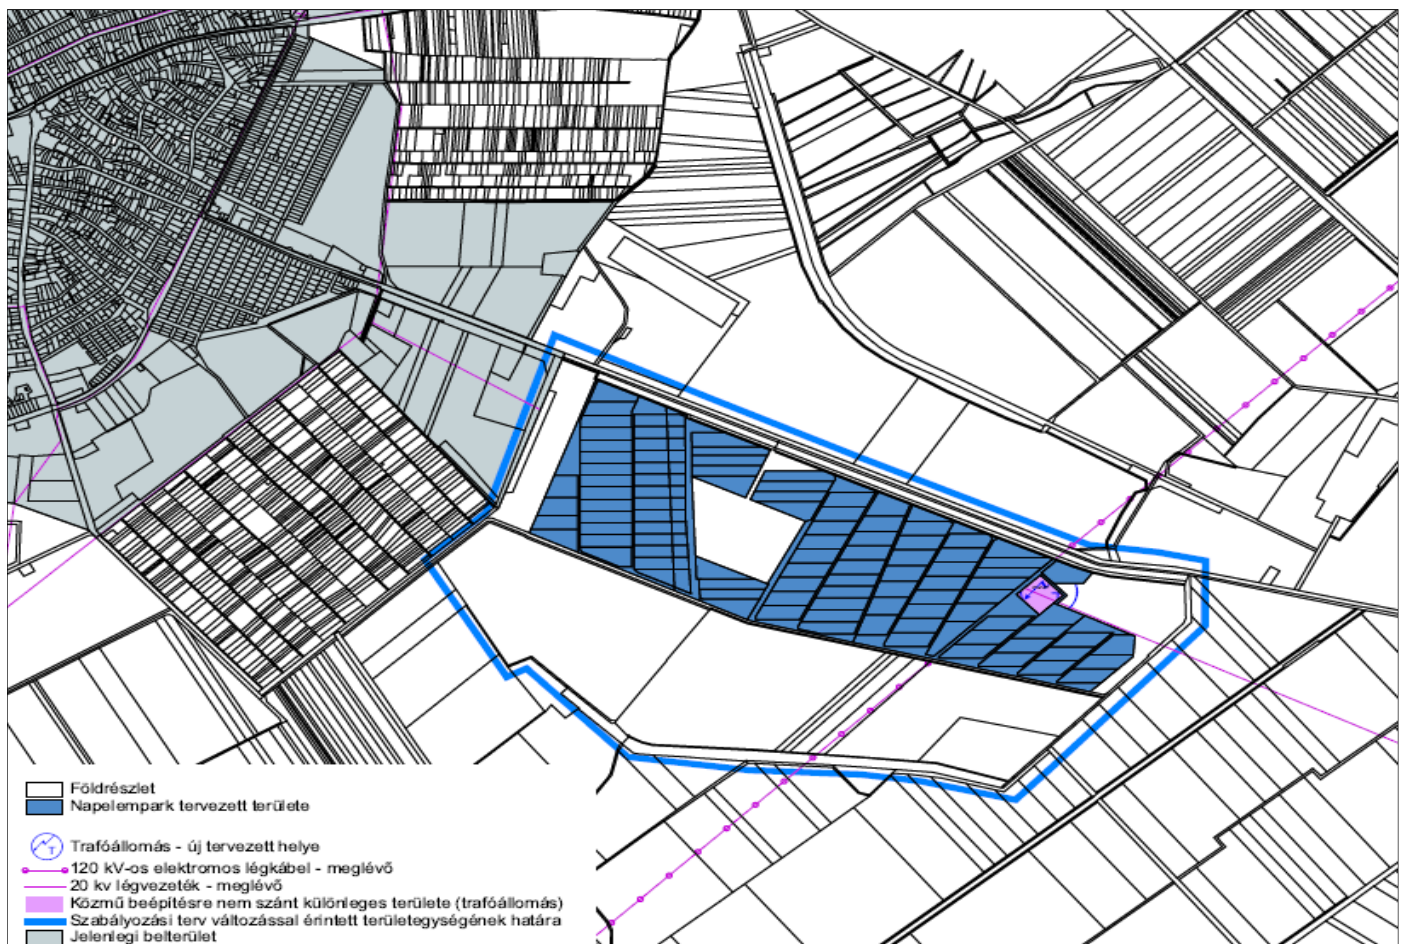 Földrészlet
Napelempark tervezett területe
Trafóállomás - új tervezett helye
120 kV-os elektromos légkábel - meglévő
20 kv légvezeték - meglévő
Közmű beépítésre nem szánt különleges területe (trafóállomás)
Szabályozási terv változással érintett területegységének határa
Jelenlegi belterület